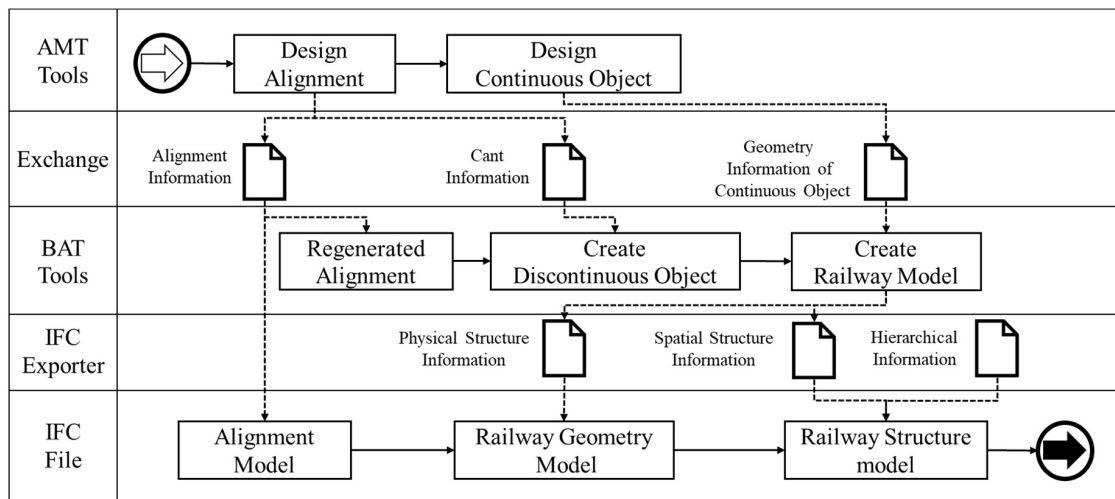 AMT
Tools
Design
Alignment
Design
Continuous Object
Exchange
Alignment
Information
Cant
Information
Geometry
Information of
Continuous Object
BAT
Tools
Regenerated
Alignment
Create
Discontinuous Object
Create
Railway Model
IFC
Exporter
Physical Structure
Information
Spatial Structure
Information
Hierarchical
Information
IFC
File
Alignment
Model
Railway Geometry
Model
Railway Structure
model